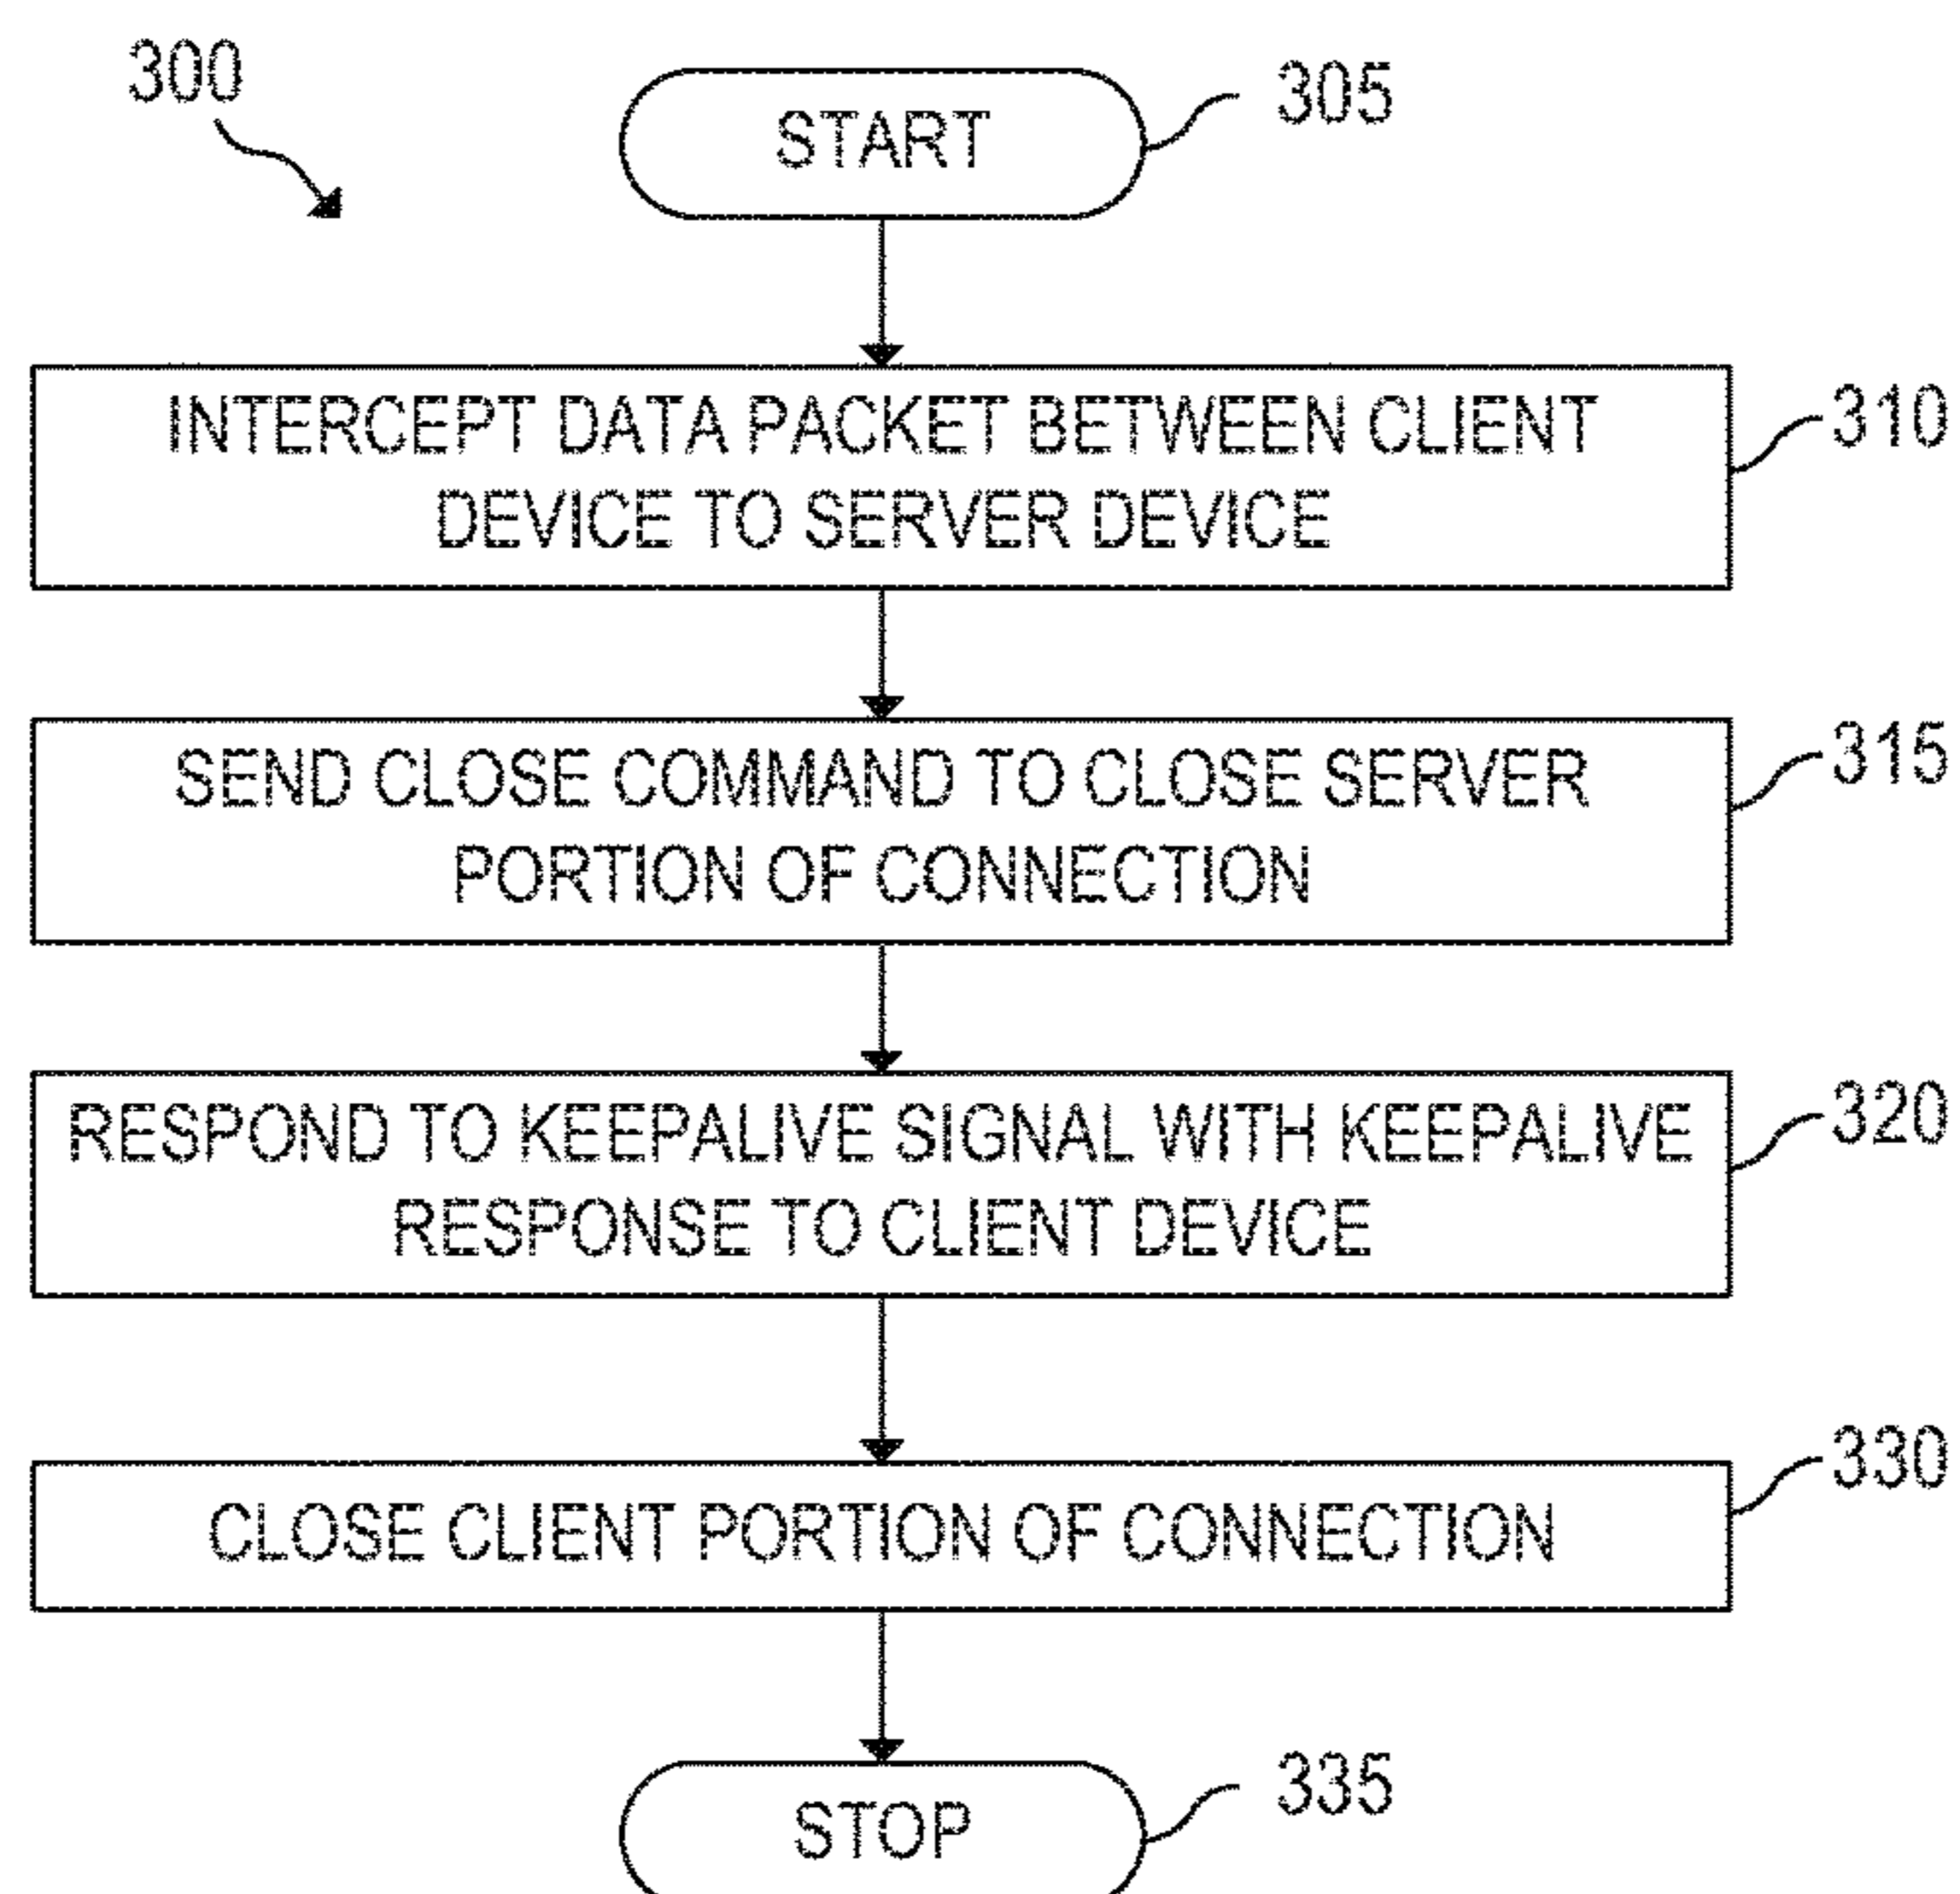 300
START
305
INTERCEPT DATA PACKET BETWEEN CLIENT
DEVICE TO SERVER DEVICE
310
SEND CLOSE COMMAND TO CLOSE SERVER
PORTION OF CONNECTION
315
RESPOND TO KEEPALIVE SIGNAL WITH KEEPALIVE
RESPONSE TO CLIENT DEVICE
320
CLOSE CLIENT PORTION OF CONNECTION
330
STOP
335